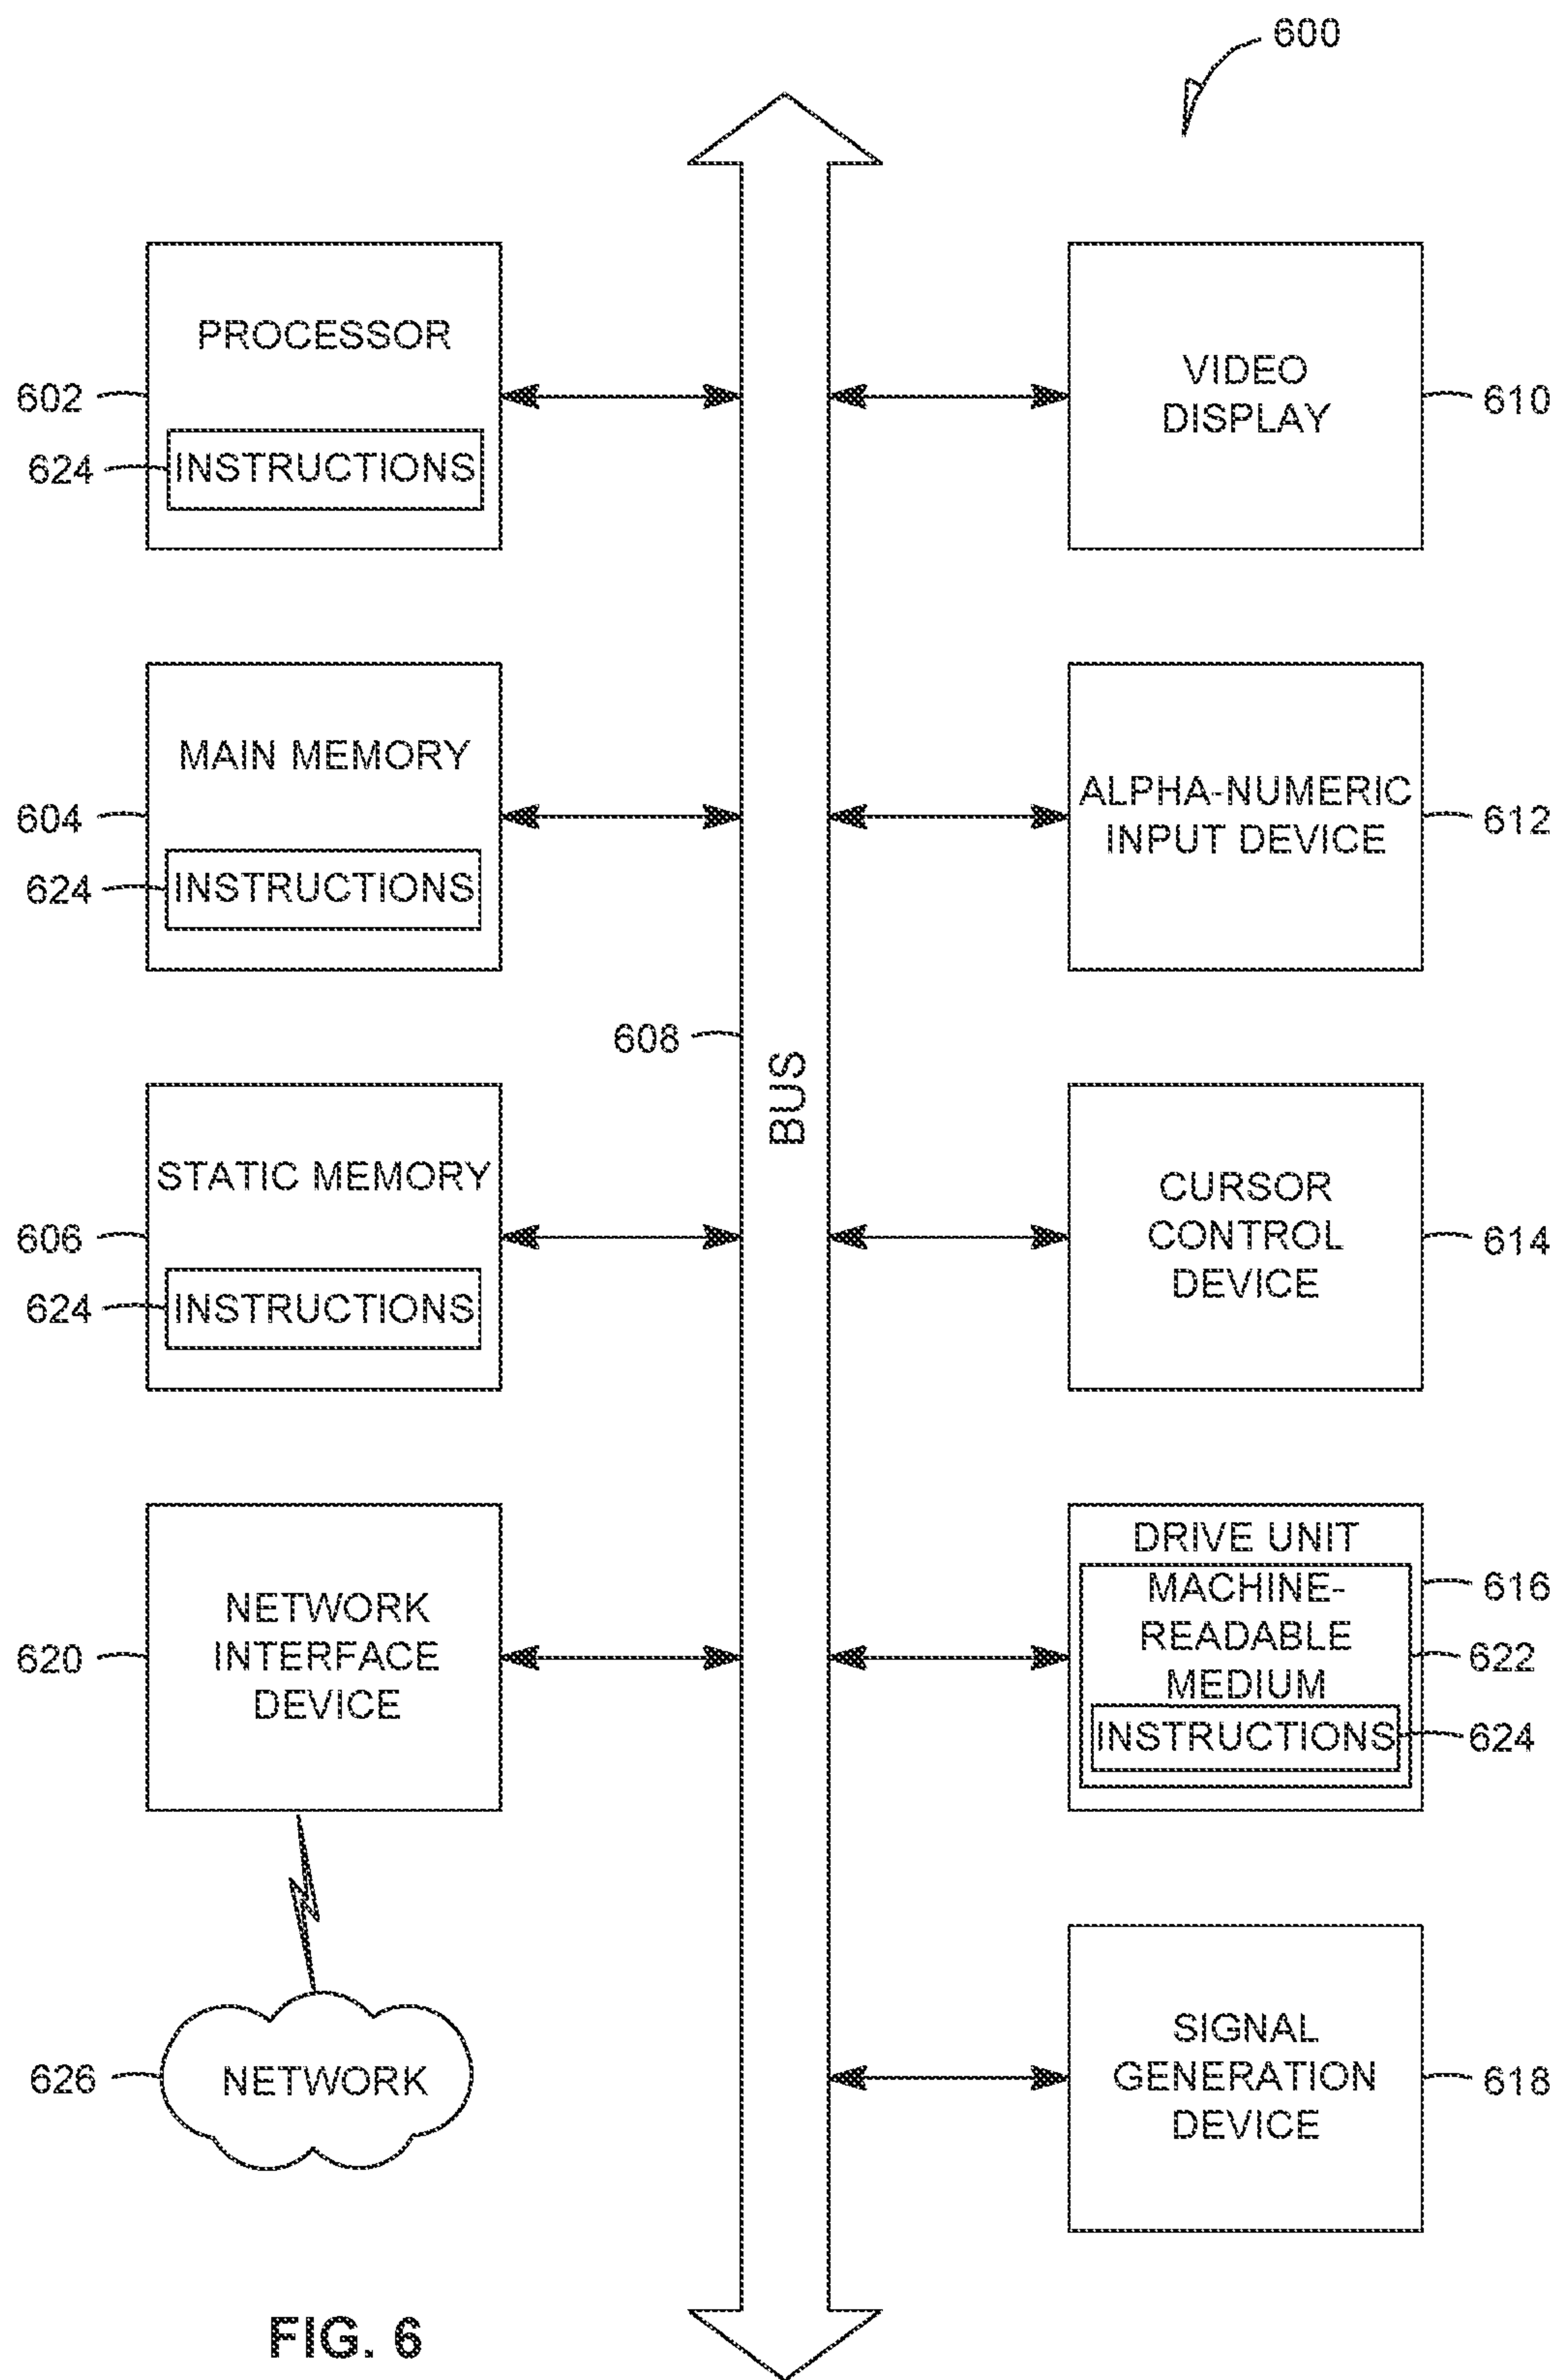 600
PROCESSOR
602
624
INSTRUCTIONS
VIDEO
DISPLAY
610
MAIN MEMORY
604
624
INSTRUCTIONS
ALPHA-NUMERIC
INPUT DEVICE
612
608
BUS
STATIC MEMORY
606
624
INSTRUCTIONS
CURSOR
CONTROL
DEVICE
614
NETWORK
INTERFACE
DEVICE
620
DRIVE UNIT
MACHINE-
READABLE
MEDIUM
INSTRUCTIONS
616
622
624
626
NETWORK
SIGNAL
GENERATION
DEVICE
618
FIG. 6